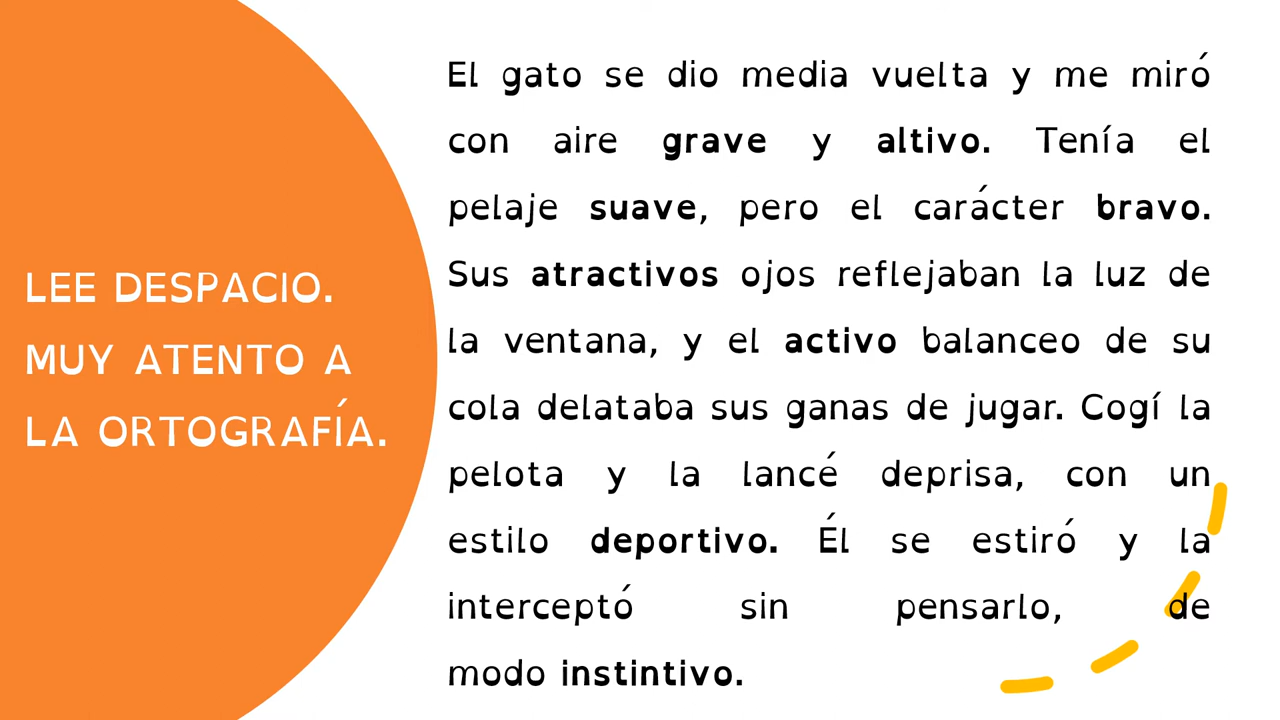 LEE DESPACIO.
MUY ATENTO A
LA ORTOGRAFÍA.
El gato se dio media vuelta y me miró
con aire grave y altivo. Tenía el
pelaje suave, pero el carácter bravo.
Sus atractivos ojos reflejaban la luz de
la ventana, y el activo balanceo de su
cola delataba sus ganas de jugar. Cogí la
pelota y la lancé deprisa, con un
estilo deportivo. Él se estiró y la
interceptó sin pensarlo, de
modo instintivo.